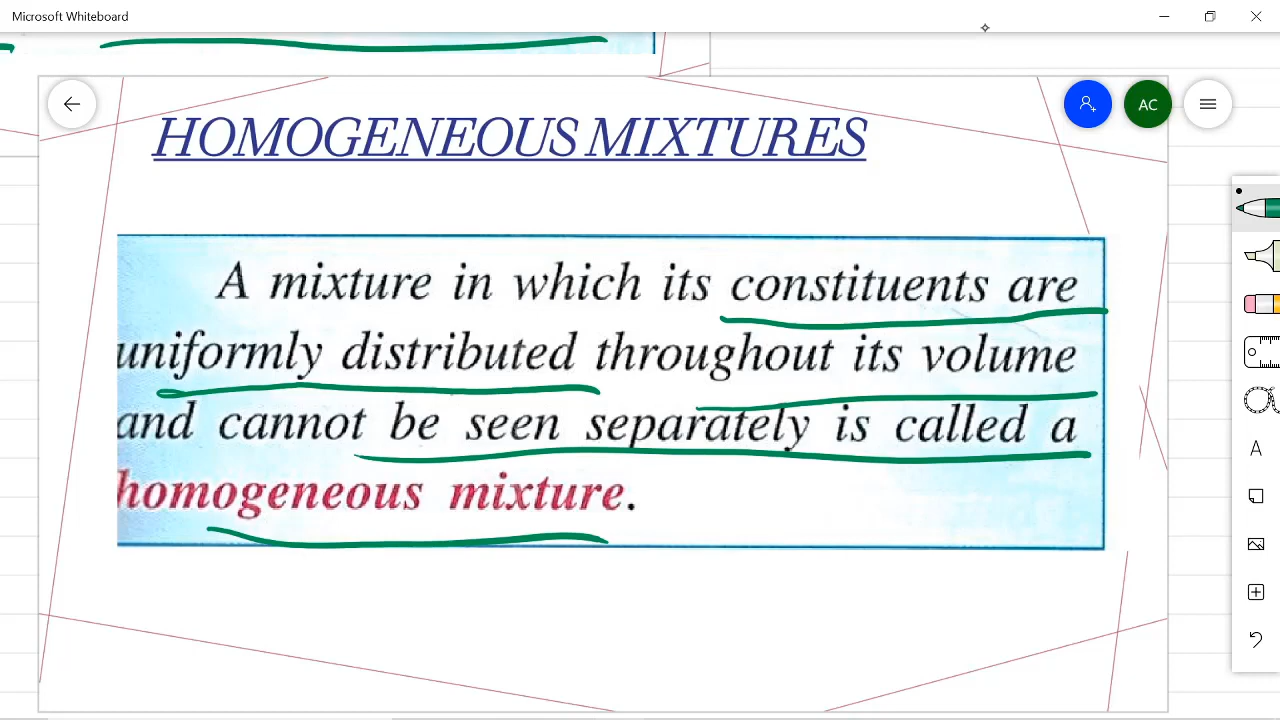 Microsoft Whiteboard
AC
HOMOGENEOUS MIXTURES
A mixture in which its constituents are
uniformly distributed throughout its volume
and cannot be seen separately is called a
homogeneous mixture.
A